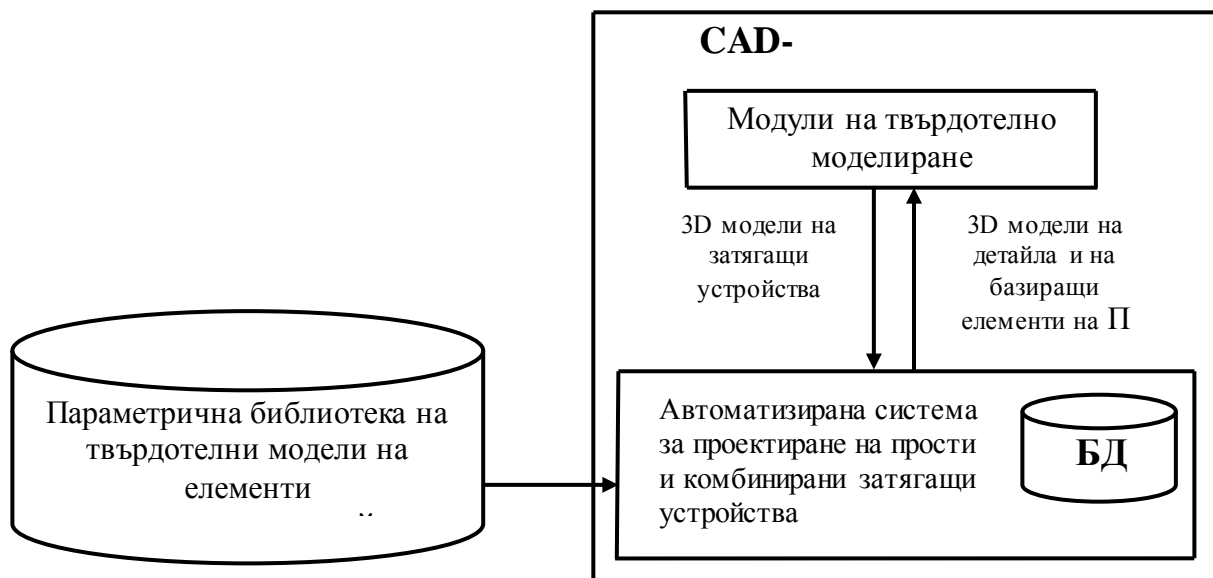 CAD-
Модули на твърдотелно
моделиране
3D модели на
затягащи
устройства
3D модели на
детайла и на
базиращи
елементи на П
Параметрична библиотека на
твърдотелни модели на
елементи
Автоматизирана система
за проектиране на прости
и комбинирани затягащи
устройства
БД